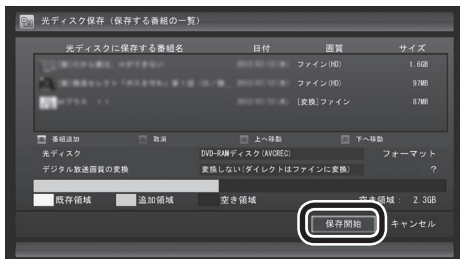 光ディスク保存（保存する番組の一覧）
光ディスクに保存する番組名 日付 画質 サイズ
ファイン(HD) 1.6GB
ファイン(HD) 97MB
[変換]ファイン 87MB
番組追加 取消 上へ移動 下へ移動
光ディスク DVD-RAMディスク(AVCREC) フォーマット
デジタル放送画質の変換 変換しない(ダイレクトはファインに変換) ?
既存領域 追加領域 空き領域 空き領域： 2.3GB
保存開始 キャンセル